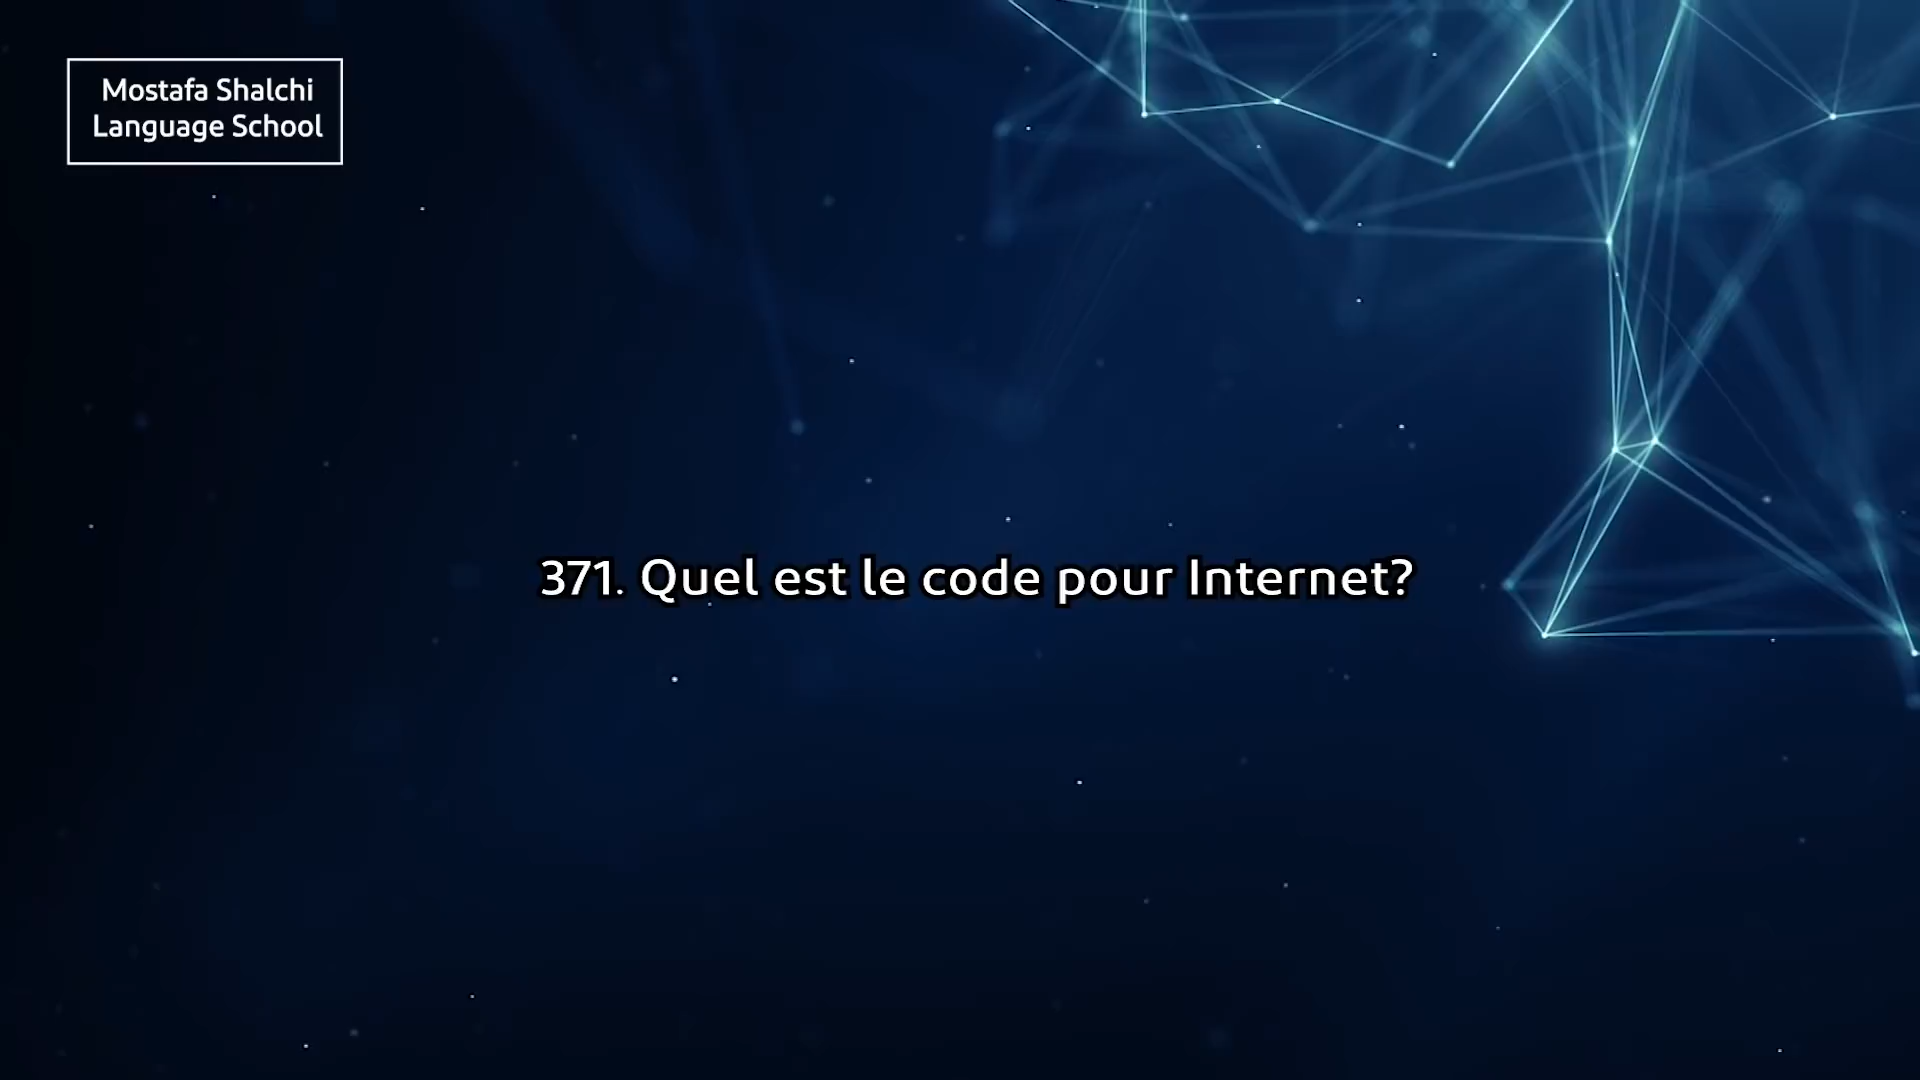 Mostafa Shalchi
Language School
371. Quel est le code pour Internet?